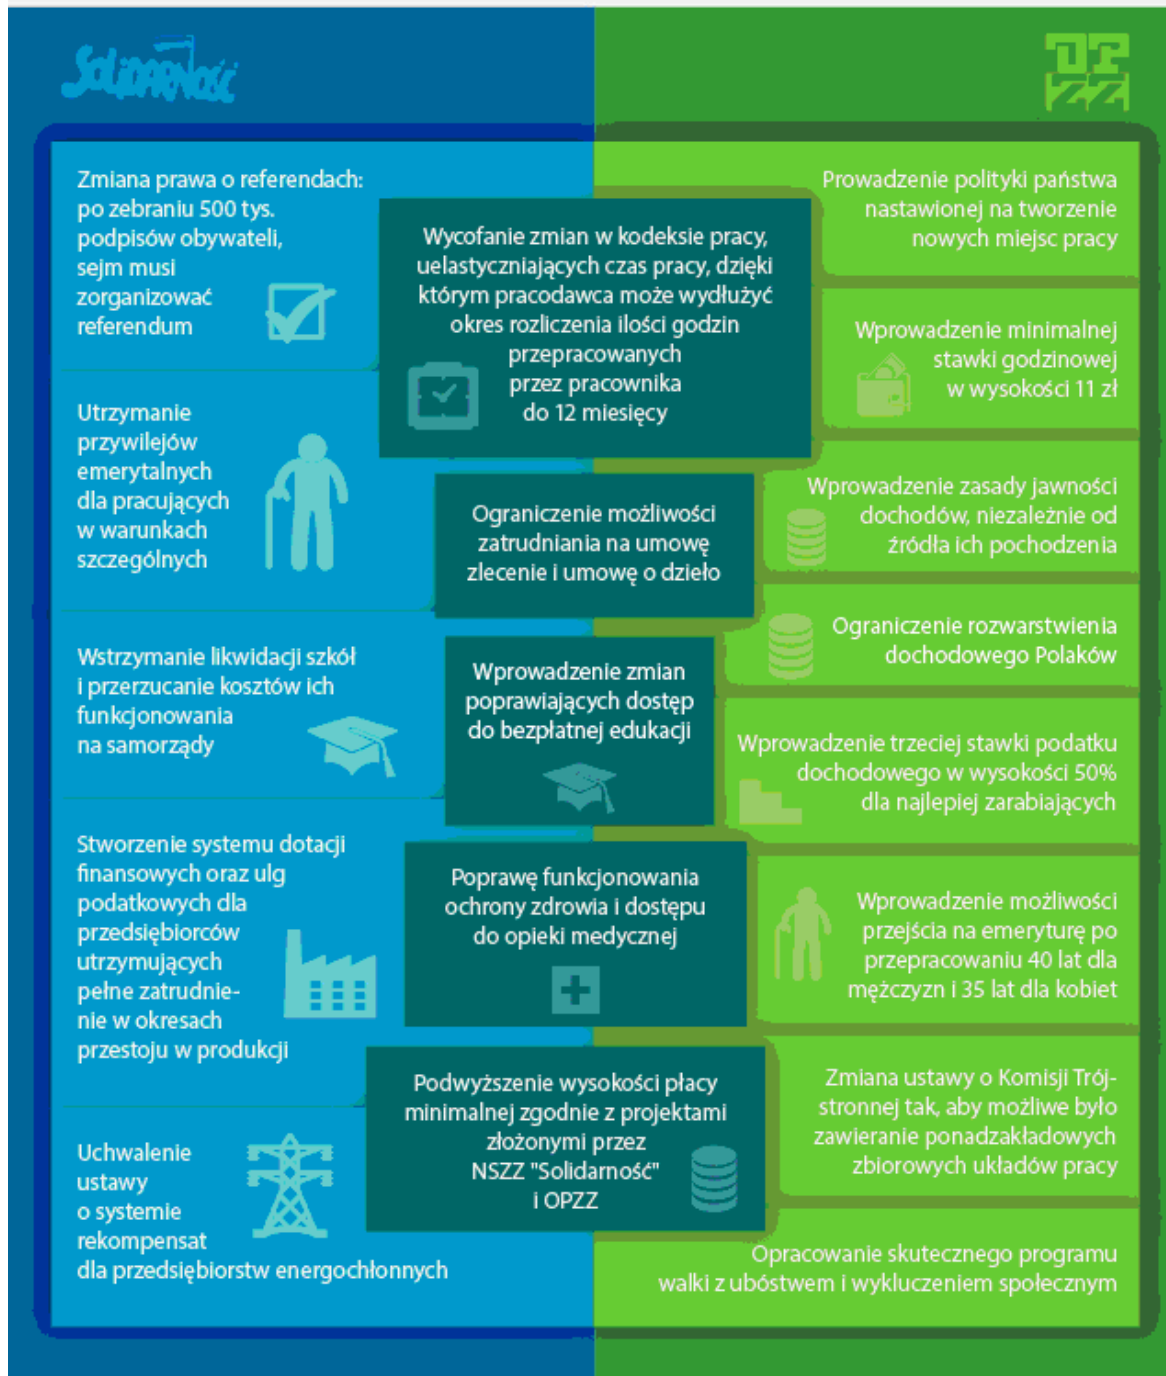 Solidarność
OPZZ
Zmiana prawa o referendach:
po zebraniu 500 tys.
podpisów obywateli,
sejm musi
zorganizować
referendum
Utrzymanie
przywilejów
emerytalnych
dla pracujących
w warunkach
szczególnych
Wstrzymanie likwidacji szkół
i przerzucanie kosztów ich
funkcjonowania
na samorządy
Stworzenie systemu dotacji
finansowych oraz ulg
podatkowych dla
przedsiębiorców
utrzymujących
pełne zatrudnie-
nie w okresach
przestoju w produkcji
Uchwalenie
ustawy
o systemie
rekompensat
dla przedsiębiorstw energochłonnych
Wycofanie zmian w kodeksie pracy,
uelastyczniających czas pracy, dzięki
którym pracodawca może wydłużyć
okres rozliczenia ilości godzin
przepracowanych
przez pracownika
do 12 miesięcy
Ograniczenie możliwości
zatrudniania na umowę
zlecenie i umowę o dzieło
Wprowadzenie zmian
poprawiających dostęp
do bezpłatnej edukacji
Poprawę funkcjonowania
ochrony zdrowia i dostępu
do opieki medycznej
Podwyższenie wysokości płacy
minimalnej zgodnie z projektami
złożonymi przez
NSZZ "Solidarność"
i OPZZ
Prowadzenie polityki państwa
nastawionej na tworzenie
nowych miejsc pracy
Wprowadzenie minimalnej
stawki godzinowej
w wysokości 11 zł
Wprowadzenie zasady jawności
dochodów, niezależnie od
źródła ich pochodzenia
Ograniczenie rozwarstwienia
dochodowego Polaków
Wprowadzenie trzeciej stawki podatku
dochodowego w wysokości 50%
dla najlepiej zarabiających
Wprowadzenie możliwości
przejścia na emeryturę po
przepracowaniu 40 lat dla
mężczyzn i 35 lat dla kobiet
Zmiana ustawy o Komisji Trój-
stronnej tak, aby możliwe było
zawieranie ponadzakładowych
zbiorowych układów pracy
Opracowanie skutecznego programu
walki z ubóstwem i wykluczeniem społecznym